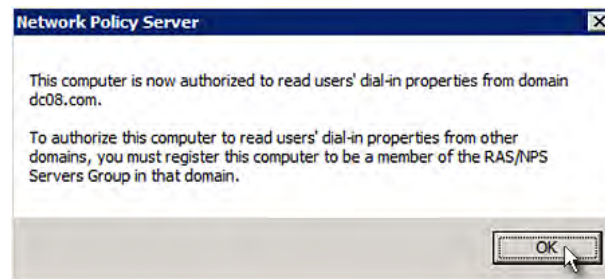 Network Policy Server
This computer is now authorized to read users' dial-in properties from domain
dc08.com.
To authorize this computer to read users' dial-in properties from other
domains, you must register this computer to be a member of the RAS/NPS
Servers Group in that domain.
OK